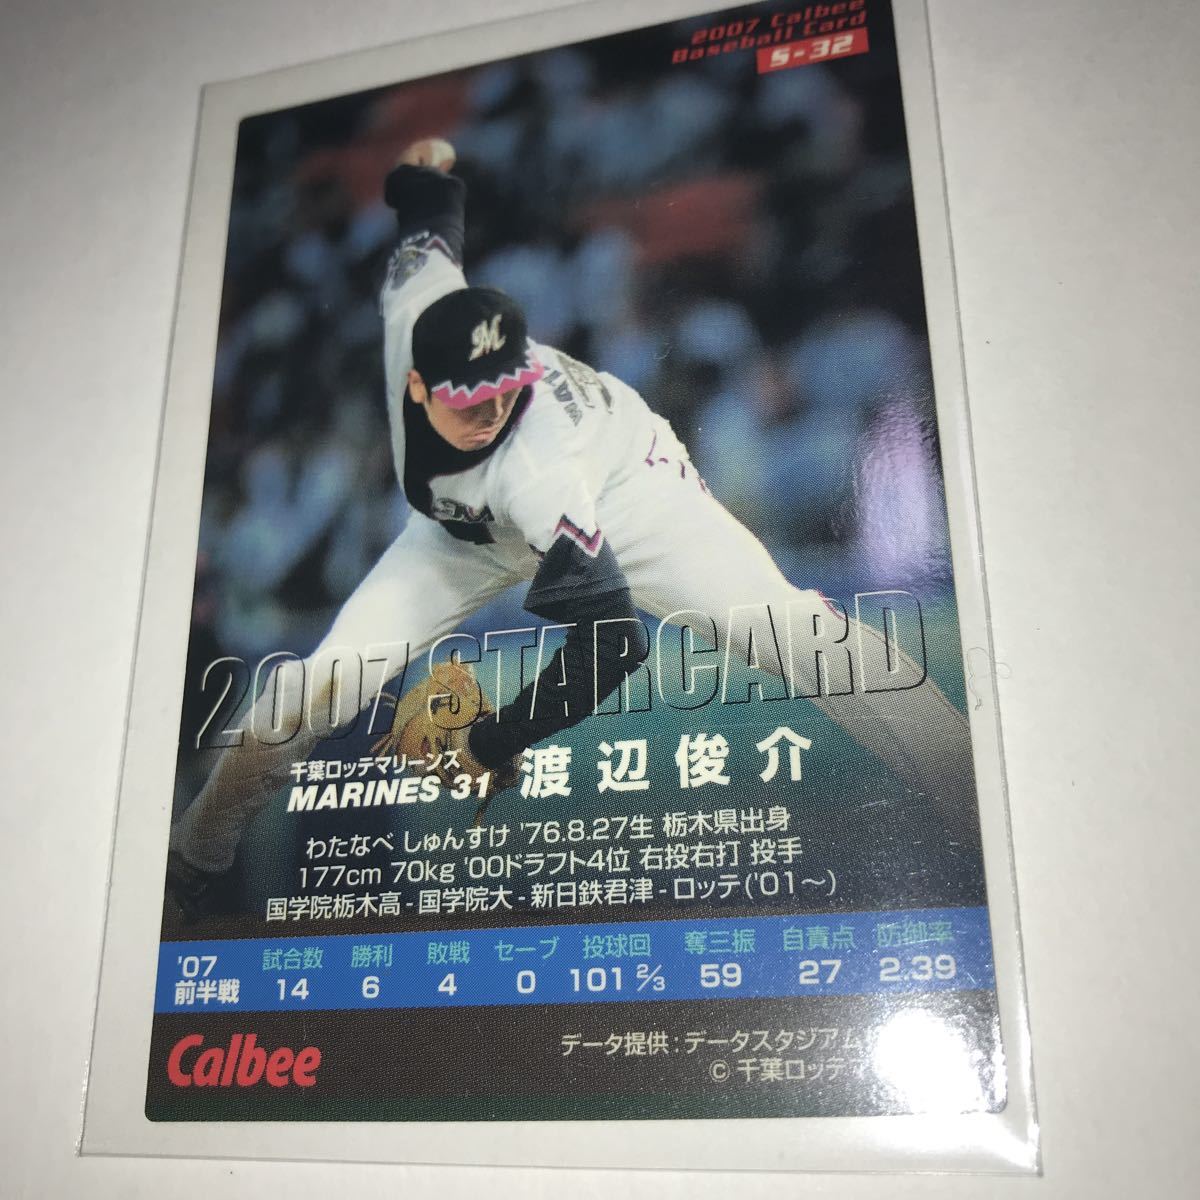 2007 Calbee
Baseball Card
S-32
M
2007 STARCARD
千葉ロッテマリーンズ
MARINES 31 渡辺俊介
わたなべ しゅんすけ '76.8.27生 栃木県出身
177cm 70kg '00ドラフト4位 右投右打 投手
国学院栃木高-国学院大-新日鉄君津-ロッテ('01〜)
'07 前半戦
試合数 勝利 敗戦 セーブ 投球回 奪三振 自責点 防御率
14 6 4 0 101 2/3 59 27 2.39
Calbee
データ提供:データスタジアム
© 千葉ロッテ